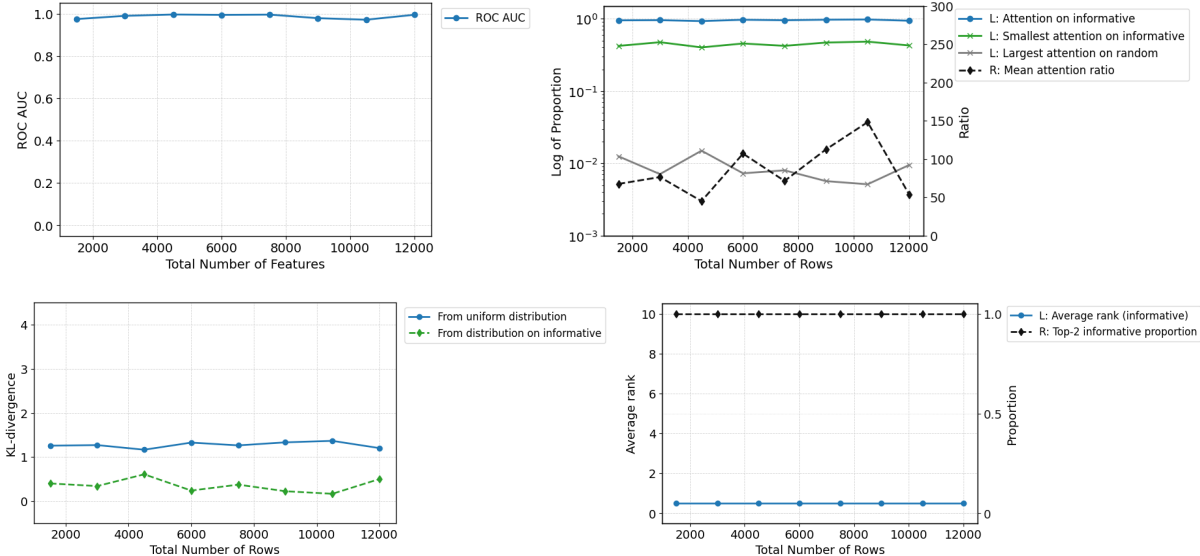 1.0
0.8
0.6
0.4
0.2
0.0
ROC AUC
2000 4000 6000 8000 10000 12000
Total Number of Features
ROC AUC
10⁰
10⁻¹
10⁻²
10⁻³
Log of Proportion
2000 4000 6000 8000 10000 12000
Total Number of Rows
300
250
200
150
100
50
0
Ratio
L: Attention on informative
L: Smallest attention on informative
L: Largest attention on random
R: Mean attention ratio
4
3
2
1
0
KL-divergence
2000 4000 6000 8000 10000 12000
Total Number of Rows
From uniform distribution
From distribution on informative
10
8
6
4
2
0
Average rank
2000 4000 6000 8000 10000 12000
Total Number of Rows
1.0
0.5
0
Proportion
L: Average rank (informative)
R: Top-2 informative proportion